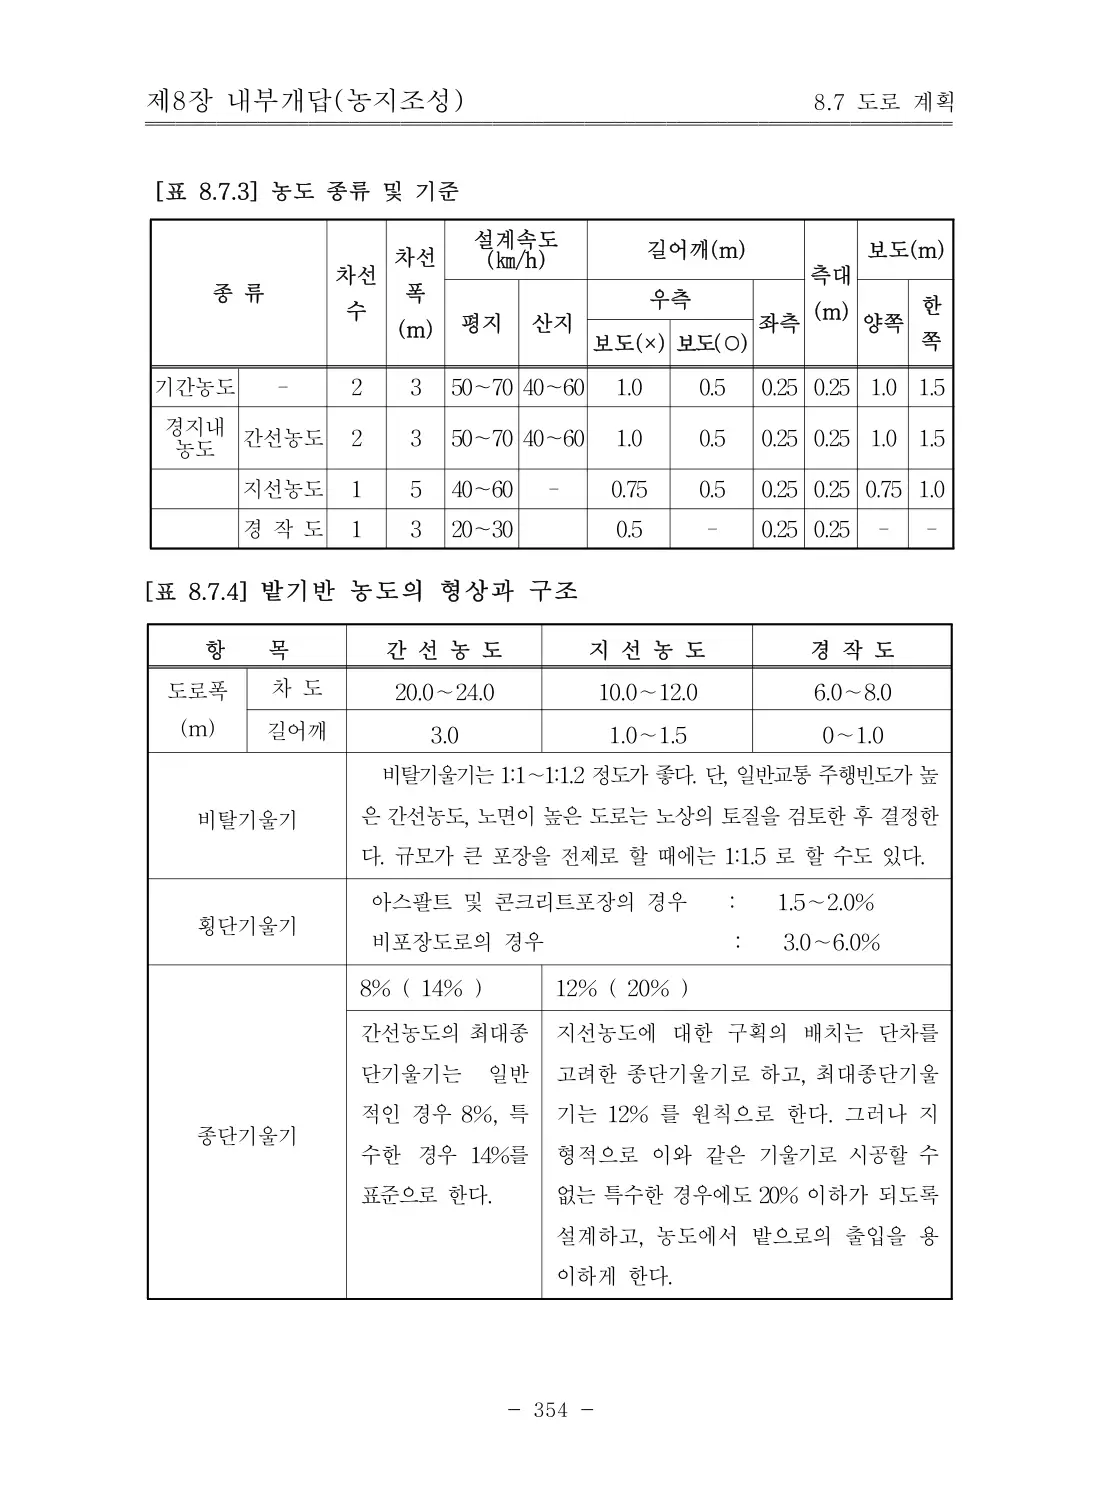 제8장 내부개답(농지조성) 8.7 도로 계획
[표 8.7.3] 농도 종류 및 기준
종 류 차선 수 차선 폭 (m) 설계속도 (㎞/h) 길어깨(m) 측대 (m) 보도(m)
평지 산지 우측 좌측 양쪽 한 쪽
보도(×) 보도(○)
기간농도 - 2 3 50~70 40~60 1.0 0.5 0.25 0.25 1.0 1.5
경지내 농도 간선농도 2 3 50~70 40~60 1.0 0.5 0.25 0.25 1.0 1.5
지선농도 1 5 40~60 - 0.75 0.5 0.25 0.25 0.75 1.0
경 작 도 1 3 20~30 0.5 - 0.25 0.25 - -
[표 8.7.4] 밭기반 농도의 형상과 구조
항 목 간 선 농 도 지 선 농 도 경 작 도
도로폭 (m) 차 도 20.0~24.0 10.0~12.0 6.0~8.0
길어깨 3.0 1.0~1.5 0~1.0
비탈기울기
비탈기울기는 1:1~1:1.2 정도가 좋다. 단, 일반교통 주행빈도가 높
은 간선농도, 노면이 높은 도로는 노상의 토질을 검토한 후 결정한
다. 규모가 큰 포장을 전제로 할 때에는 1:1.5 로 할 수도 있다.
횡단기울기
아스팔트 및 콘크리트포장의 경우 : 1.5~2.0%
비포장도로의 경우 : 3.0~6.0%
종단기울기
8% ( 14% )
간선농도의 최대종
단기울기는 일반
적인 경우 8%, 특
수한 경우 14%를
표준으로 한다.
12% ( 20% )
지선농도에 대한 구획의 배치는 단차를
고려한 종단기울기로 하고, 최대종단기울
기는 12% 를 원칙으로 한다. 그러나 지
형적으로 이와 같은 기울기로 시공할 수
없는 특수한 경우에도 20% 이하가 되도록
설계하고, 농도에서 밭으로의 출입을 용
이하게 한다.
- 354 -